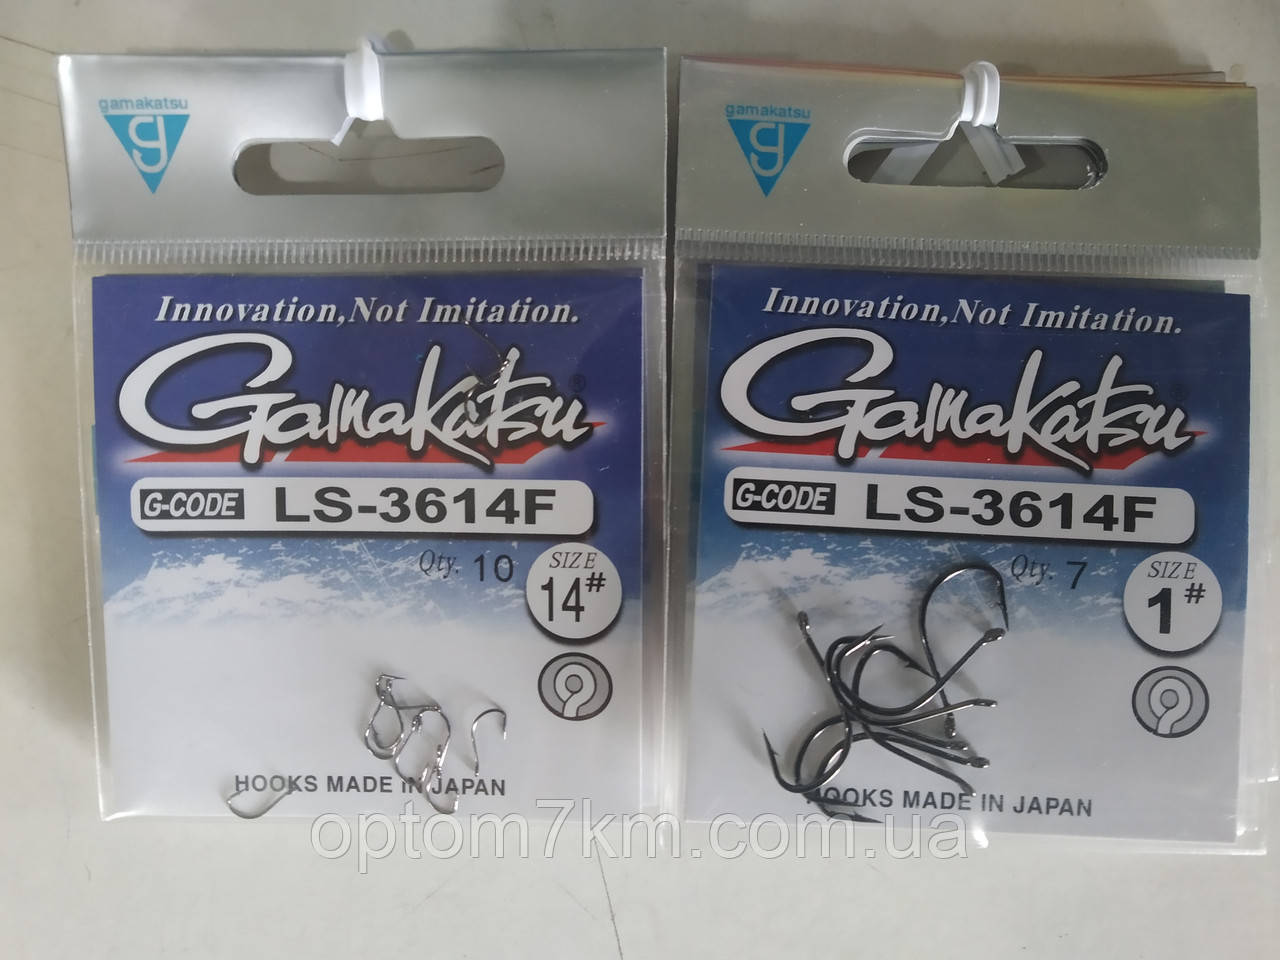 gamakatsu
g
Innovation,Not Imitation.
Gamakatsu®
G-CODE LS-3614F
Qty. 10
SIZE
14#
HOOKS MADE IN JAPAN
gamakatsu
g
Innovation,Not Imitation.
Gamakatsu®
G-CODE LS-3614F
Qty. 7
SIZE
1#
HOOKS MADE IN JAPAN
optom7km.com.ua